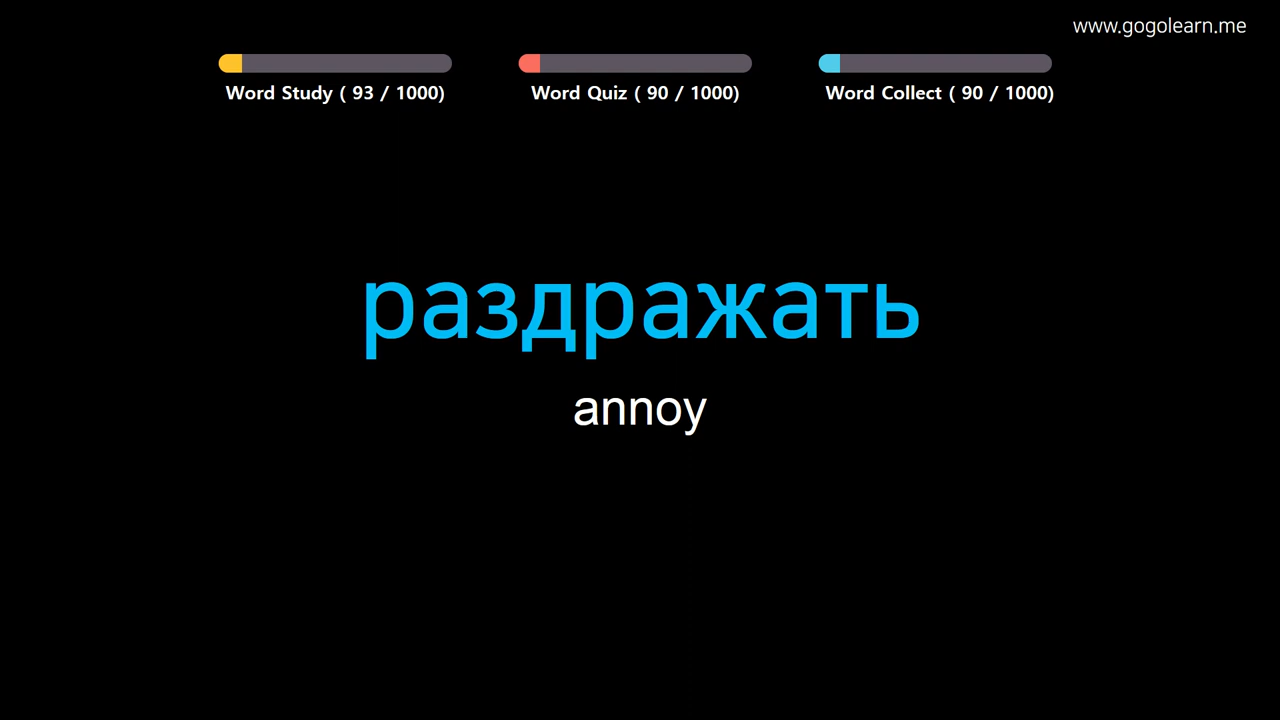 www.gogolearn.me
Word Study ( 93 / 1000) Word Quiz ( 90 / 1000) Word Collect ( 90 / 1000)
раздражать
annoy